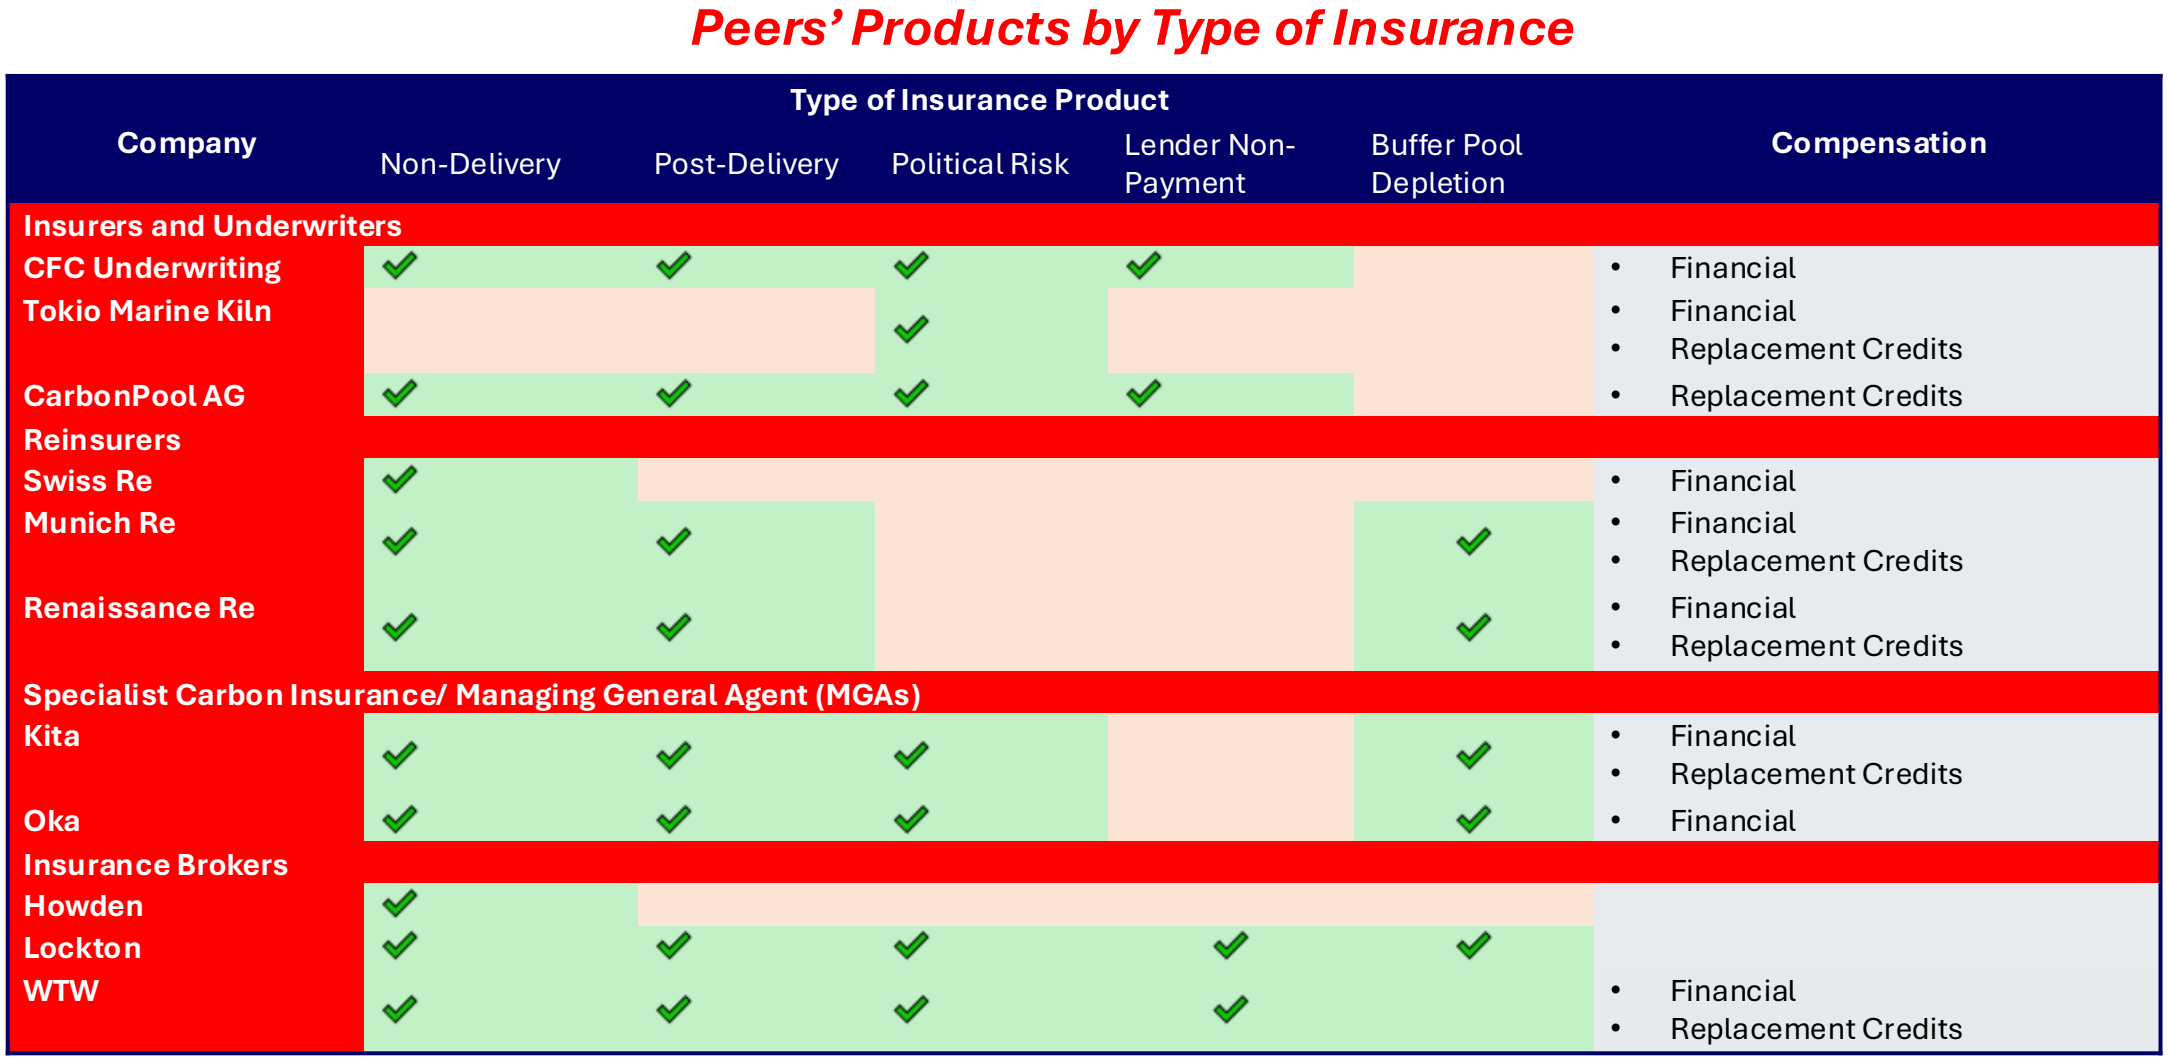 Peers’ Products by Type of Insurance
Company
Type of Insurance Product
Compensation
Non-Delivery
Post-Delivery
Political Risk
Lender Non-
Payment
Buffer Pool
Depletion
Insurers and Underwriters
CFC Underwriting
• Financial
Tokio Marine Kiln
• Financial
• Replacement Credits
CarbonPool AG
• Replacement Credits
Reinsurers
Swiss Re
• Financial
Munich Re
• Financial
• Replacement Credits
Renaissance Re
• Financial
• Replacement Credits
Specialist Carbon Insurance/ Managing General Agent (MGAs)
Kita
• Financial
• Replacement Credits
Oka
• Financial
Insurance Brokers
Howden
Lockton
WTW
• Financial
• Replacement Credits